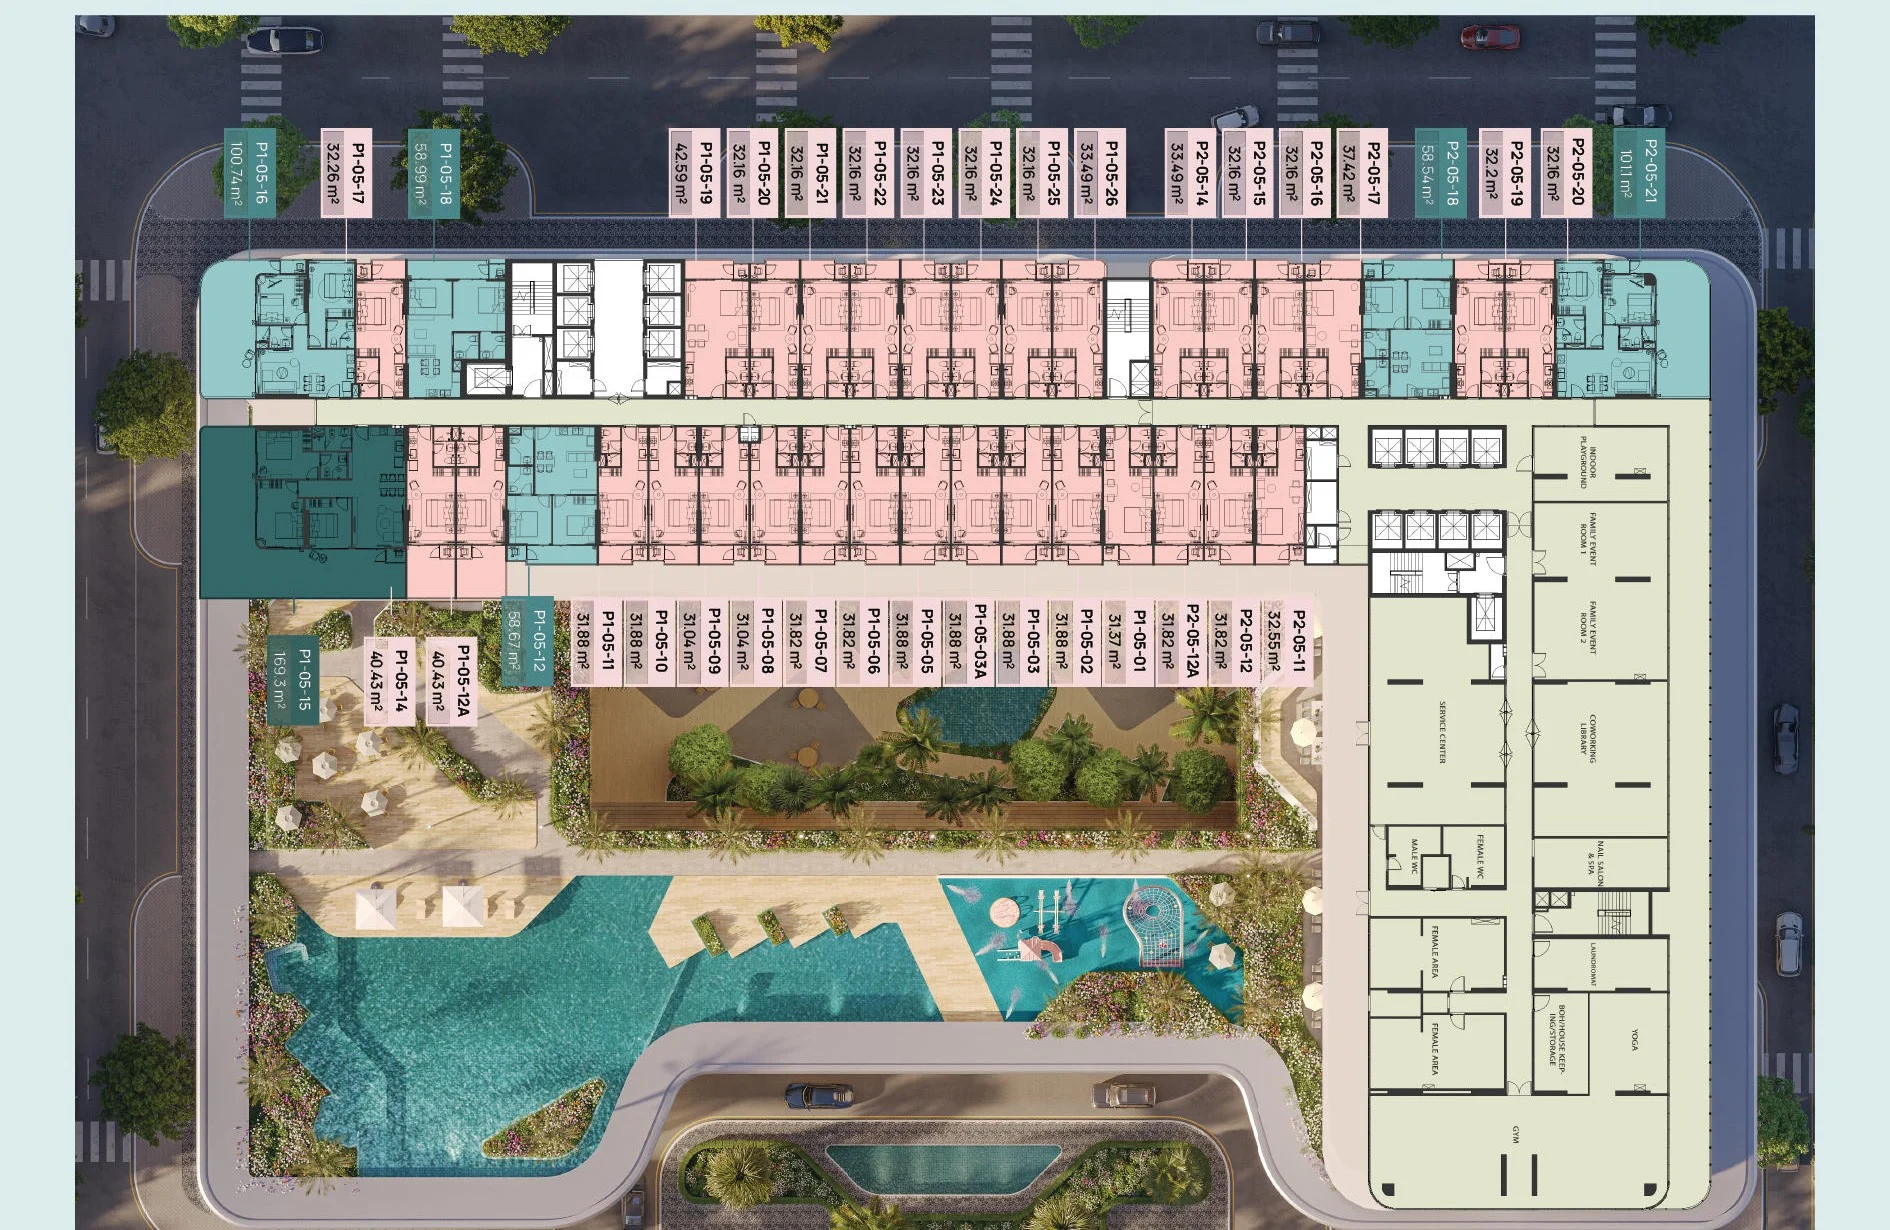 P1-05-16
100.74 m²
P1-05-17
32.26 m²
P1-05-18
58.99 m²
P1-05-19
42.59 m²
P1-05-20
32.16 m²
P1-05-21
32.16 m²
P1-05-22
32.16 m²
P1-05-23
32.16 m²
P1-05-24
32.16 m²
P1-05-25
32.16 m²
P1-05-26
33.49 m²
P2-05-14
33.49 m²
P2-05-15
32.16 m²
P2-05-16
32.16 m²
P2-05-17
37.42 m²
P2-05-18
58.54 m²
P2-05-19
32.2 m²
P2-05-20
32.16 m²
P2-05-21
101.1 m²
P1-05-15
169.3 m²
P1-05-14
40.43 m²
P1-05-12A
40.43 m²
P1-05-12
58.67 m²
P1-05-11
31.88 m²
P1-05-10
31.88 m²
P1-05-09
31.04 m²
P1-05-08
31.04 m²
P1-05-07
31.82 m²
P1-05-06
31.82 m²
P1-05-05
31.88 m²
P1-05-03A
31.88 m²
P1-05-03
31.88 m²
P1-05-02
31.88 m²
P1-05-01
31.37 m²
P2-05-12A
31.82 m²
P2-05-12
31.82 m²
P2-05-11
32.55 m²
INDOOR
PLAYGROUND
FAMILY EVENT
ROOM 1
FAMILY EVENT
ROOM 2
COWORKING
LIBRARY
SERVICE CENTER
MALE WC
FEMALE WC
NAIL SALON
& SPA
FEMALE AREA
LAUNDROMAT
FEMALE AREA
BOH/HOUSE KEEP-
ING/STORAGE
YOGA
GYM